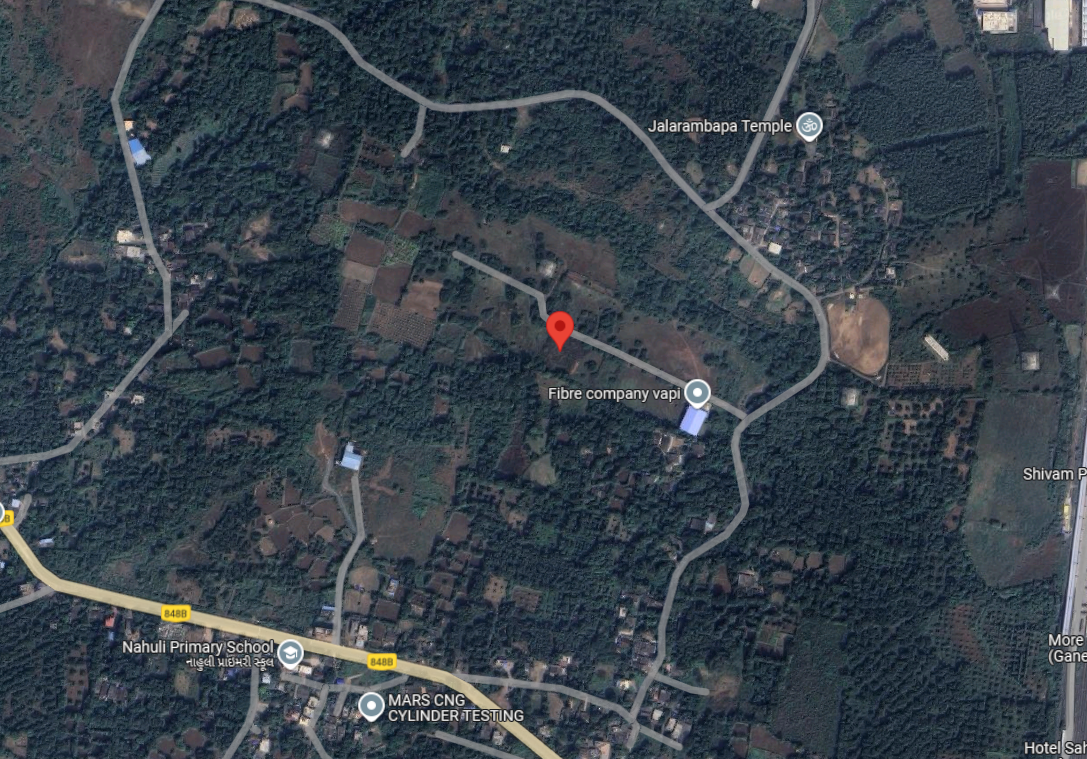 Jalarambapa Temple
Fibre company vapi
Shivam P
B
848B
Nahuli Primary School
નાહુલી પ્રાઇમરી સ્કૂલ
848B
MARS CNG
CYLINDER TESTING
More
(Gane
Hotel Sah